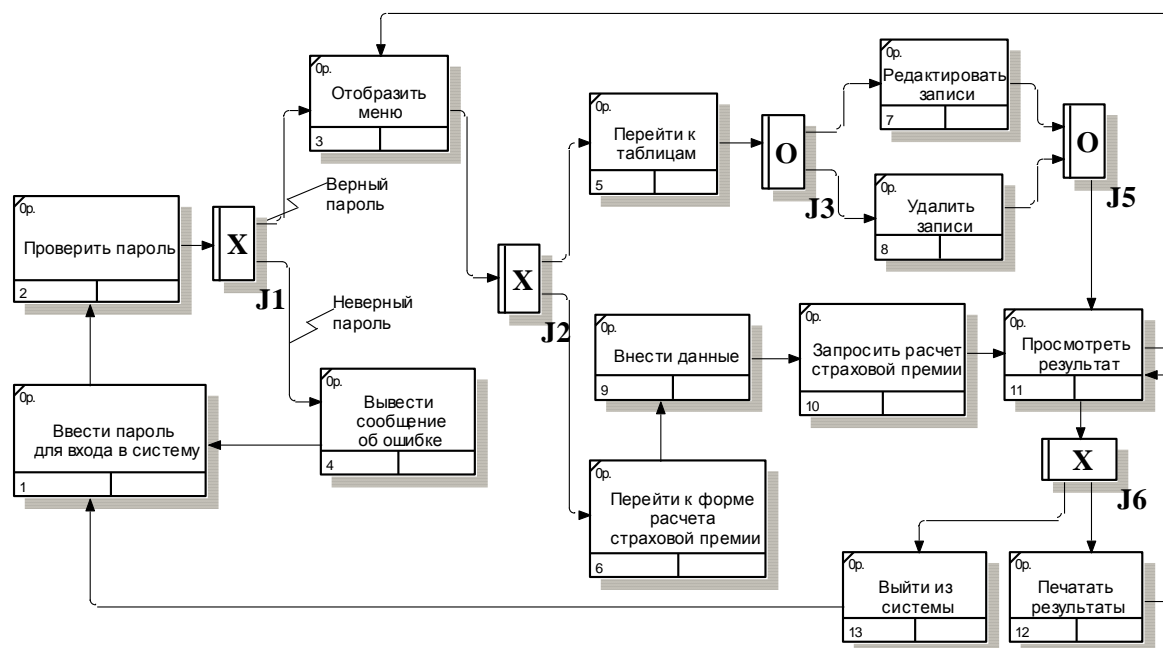 0р.
Отобразить
меню
3
0р.
Редактировать
записи
7
0р.
Перейти к
таблицам
5
O
J3
O
J5
Верный
пароль
0р.
Удалить
записи
8
0р.
Проверить пароль
2
X
J1
X
J2
Неверный
пароль
0р.
Внести данные
9
0р.
Запросить расчет
страховой премии
10
0р.
Просмотреть
результат
11
0р.
Ввести пароль
для входа в систему
1
0р.
Вывести
сообщение
об ошибке
4
X
J6
0р.
Перейти к форме
расчета
страховой премии
6
0р.
Выйти из
системы
13
0р.
Печатать
результаты
12